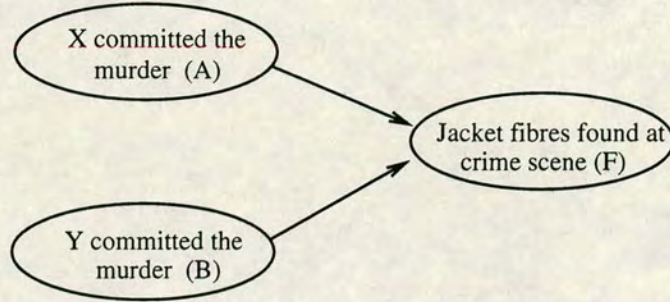 X committed the
murder (A)
Jacket fibres found at
crime scene (F)
Y committed the
murder (B)